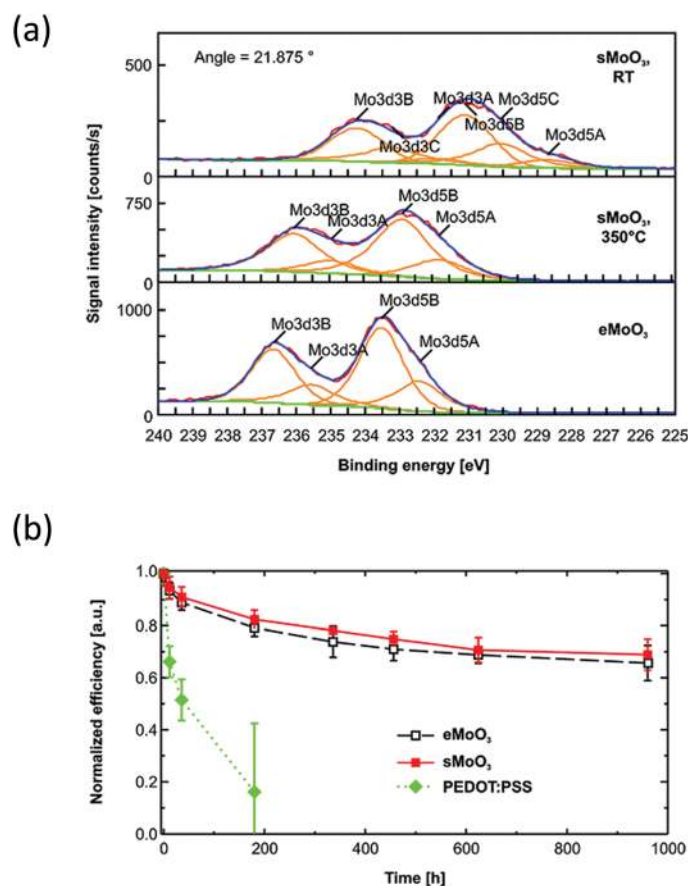 (a)
Angle = 21.875 °
sMoO₃,
RT
500
0
Mo3d3B
Mo3d3C
Mo3d3A
Mo3d5B
Mo3d5C
Mo3d5A
Signal intensity [counts/s]
sMoO₃,
350°C
750
0
Mo3d3B
Mo3d3A
Mo3d5B
Mo3d5A
eMoO₃
1000
0
Mo3d3B
Mo3d3A
Mo3d5B
Mo3d5A
240 239 238 237 236 235 234 233 232 231 230 229 228 227 226 225
Binding energy [eV]
(b)
Normalized efficiency [a.u.]
1.0
0.8
0.6
0.4
0.2
0.0
eMoO₃
sMoO₃
PEDOT:PSS
0 200 400 600 800 1000
Time [h]